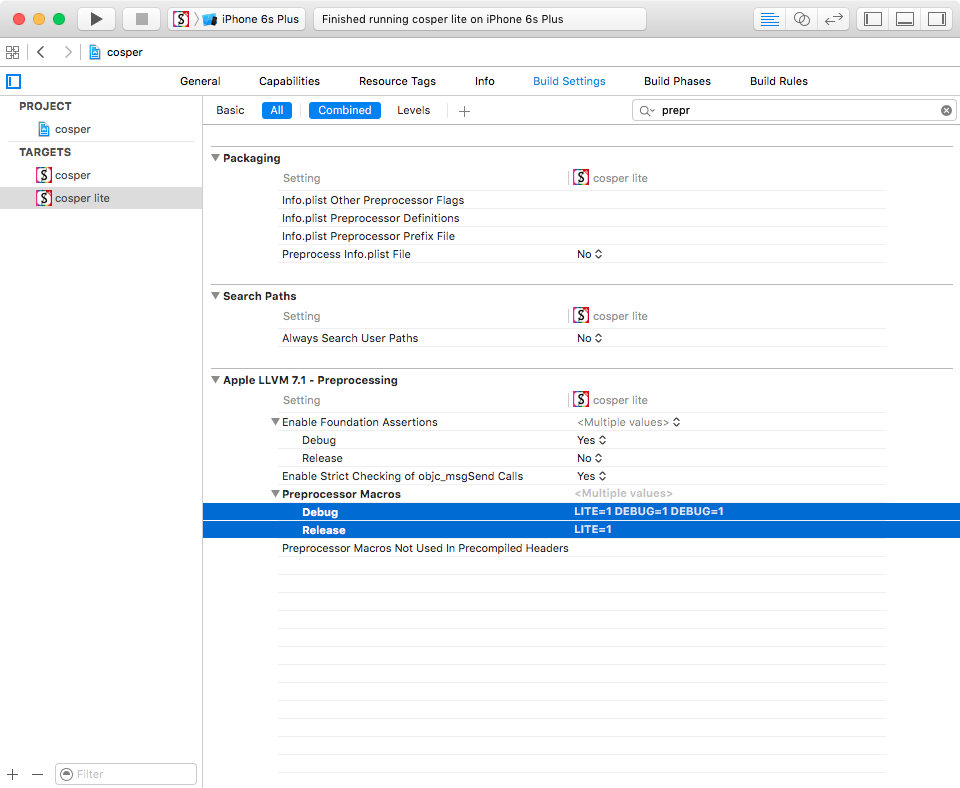 iPhone 6s Plus
Finished running cosper lite on iPhone 6s Plus
cosper
General Capabilities Resource Tags Info Build Settings Build Phases Build Rules
PROJECT
cosper
TARGETS
cosper
cosper lite
Basic All Combined Levels prepr
Packaging
Setting cosper lite
Info.plist Other Preprocessor Flags
Info.plist Preprocessor Definitions
Info.plist Preprocessor Prefix File
Preprocess Info.plist File No
Search Paths
Setting cosper lite
Always Search User Paths No
Apple LLVM 7.1 - Preprocessing
Setting cosper lite
Enable Foundation Assertions <Multiple values>
Debug Yes
Release No
Enable Strict Checking of objc_msgSend Calls Yes
Preprocessor Macros <Multiple values>
Debug LITE=1 DEBUG=1 DEBUG=1
Release LITE=1
Preprocessor Macros Not Used In Precompiled Headers
Filter